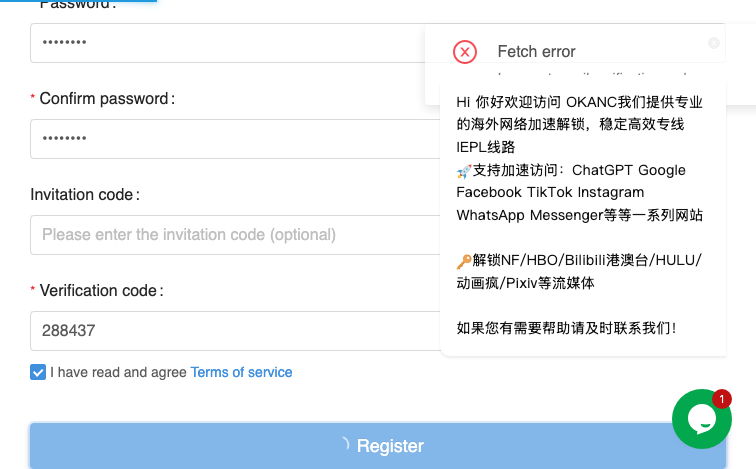 Password:
Fetch error
* Confirm password:
Hi 你好欢迎访问 OKANC我们提供专业
的海外网络加速解锁，稳定高效专线
IEPL线路
🚀支持加速访问：ChatGPT Google
Facebook TikTok Instagram
WhatsApp Messenger等等一系列网站
🔑解锁NF/HBO/Bilibili港澳台/HULU/
动画疯/Pixiv等流媒体
如果您有需要帮助请及时联系我们！
Invitation code:
Please enter the invitation code (optional)
* Verification code:
288437
I have read and agree Terms of service
1
Register